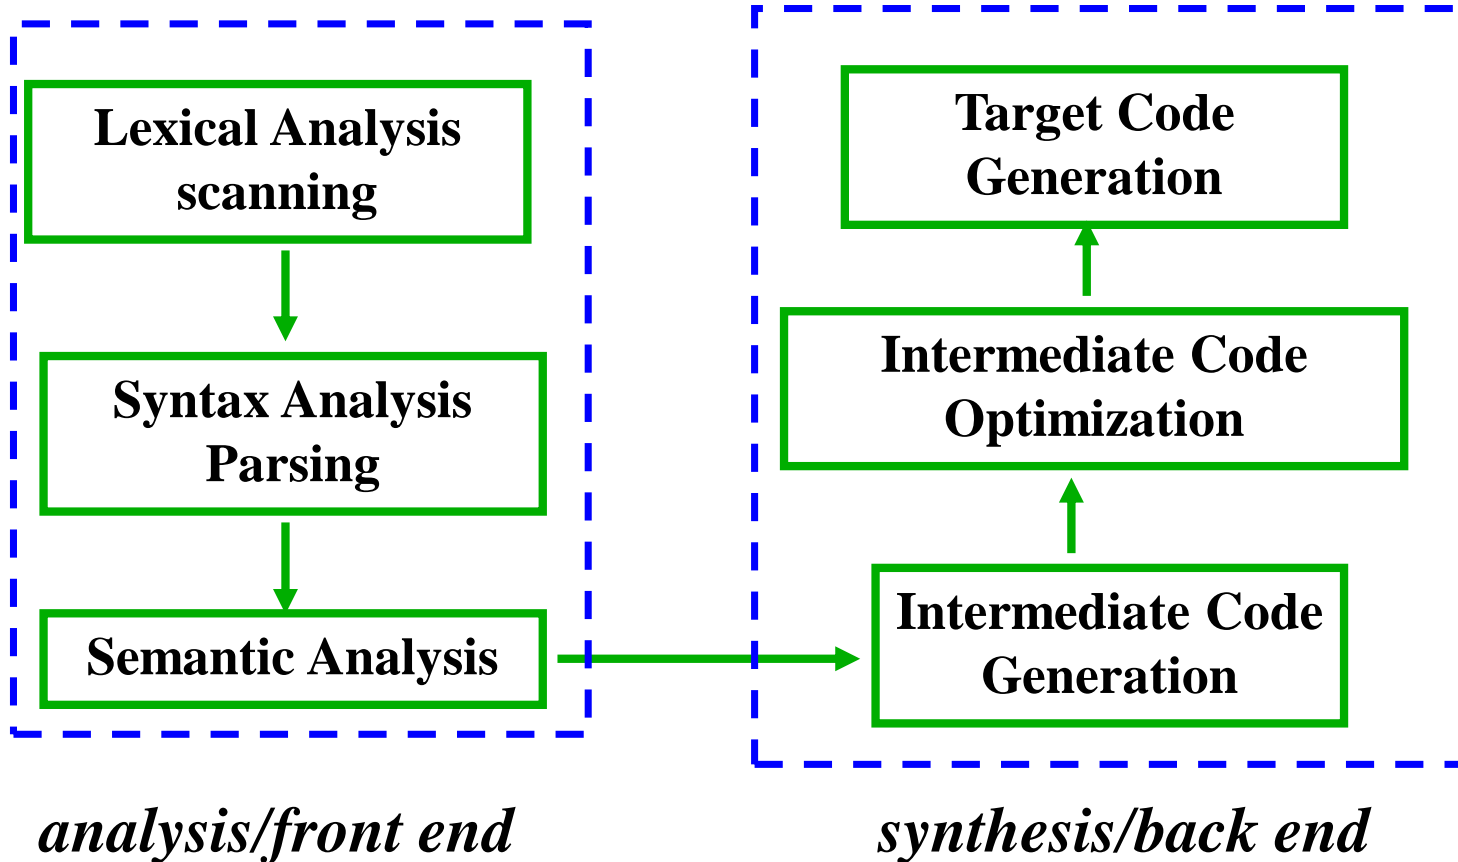 Lexical Analysis
scanning
Syntax Analysis
Parsing
Semantic Analysis
analysis/front end
Target Code
Generation
Intermediate Code
Optimization
Intermediate Code
Generation
synthesis/back end